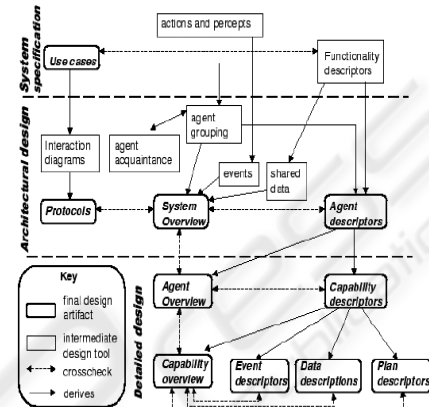 System
specification
actions and percepts
Use cases
Functionality
descriptors
Architectural design
agent
grouping
Interaction
diagrams
agent
acquaintance
events
shared
data
Protocols
System
Overview
Agent
descriptors
Key
final design
artifact
intermediate
design tool
crosscheck
derives
Detailed design
Agent
Overview
Capability
descriptors
Capability
overview
Event
descriptors
Data
descriptions
Plan
descriptors